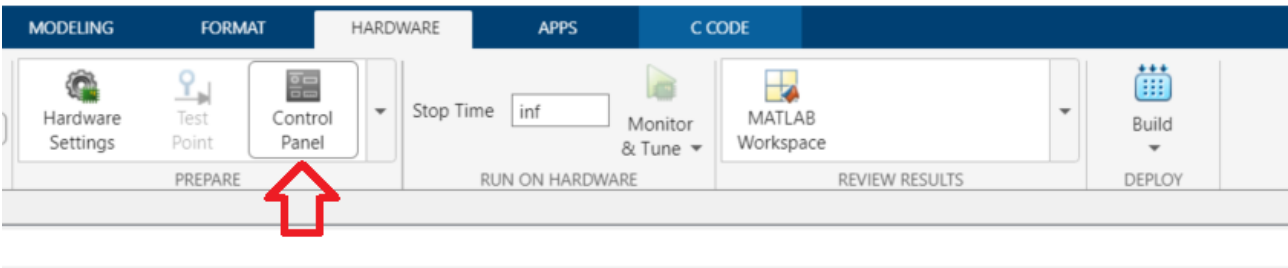 MODELING FORMAT HARDWARE APPS C CODE
Hardware Settings
Test Point
Control Panel
Stop Time inf
Monitor & Tune
MATLAB Workspace
Build
PREPARE RUN ON HARDWARE REVIEW RESULTS DEPLOY